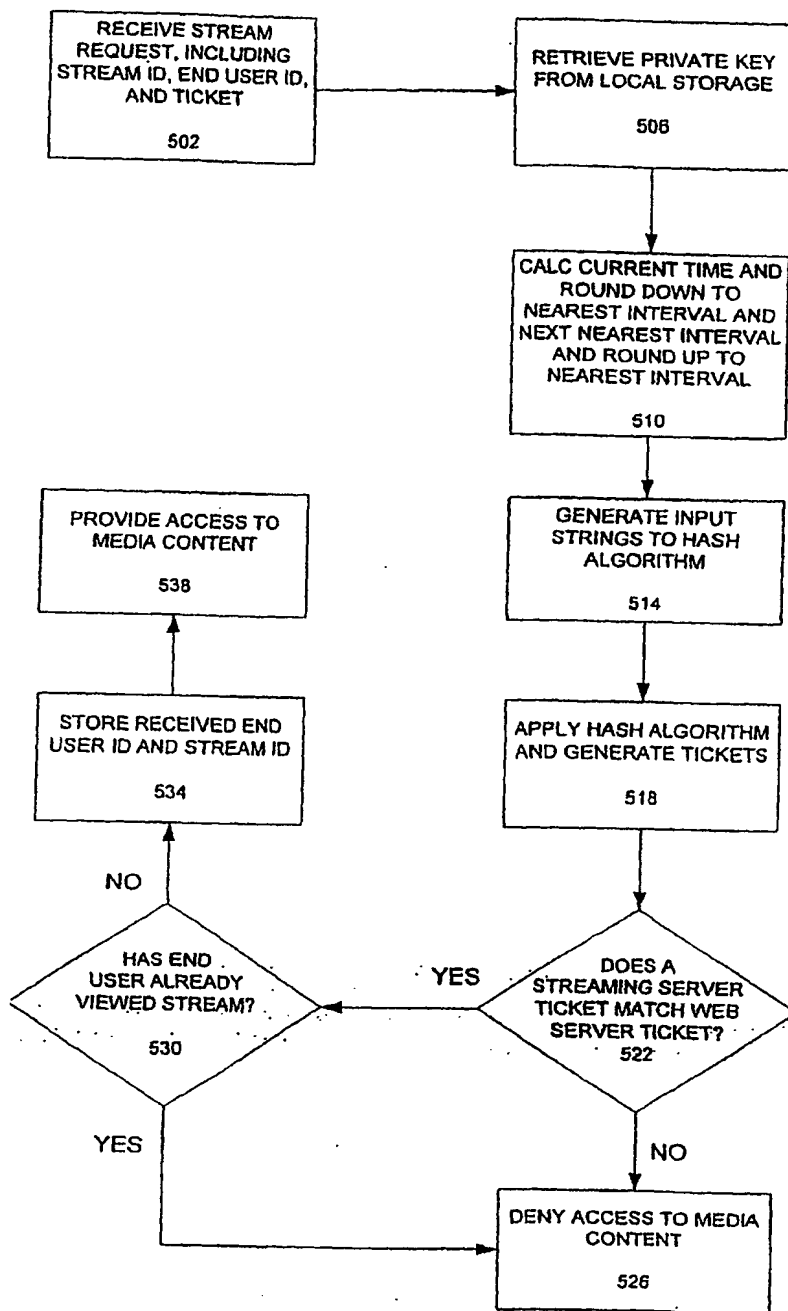 RECEIVE STREAM
REQUEST, INCLUDING
STREAM ID, END USER ID,
AND TICKET
502
RETRIEVE PRIVATE KEY
FROM LOCAL STORAGE
506
CALC CURRENT TIME AND
ROUND DOWN TO
NEAREST INTERVAL AND
NEXT NEAREST INTERVAL
AND ROUND UP TO
NEAREST INTERVAL
510
GENERATE INPUT
STRINGS TO HASH
ALGORITHM
514
APPLY HASH ALGORITHM
AND GENERATE TICKETS
518
DOES A
STREAMING SERVER
TICKET MATCH WEB
SERVER TICKET?
522
YES
NO
HAS END
USER ALREADY
VIEWED STREAM?
530
NO
YES
STORE RECEIVED END
USER ID AND STREAM ID
534
PROVIDE ACCESS TO
MEDIA CONTENT
538
DENY ACCESS TO MEDIA
CONTENT
526